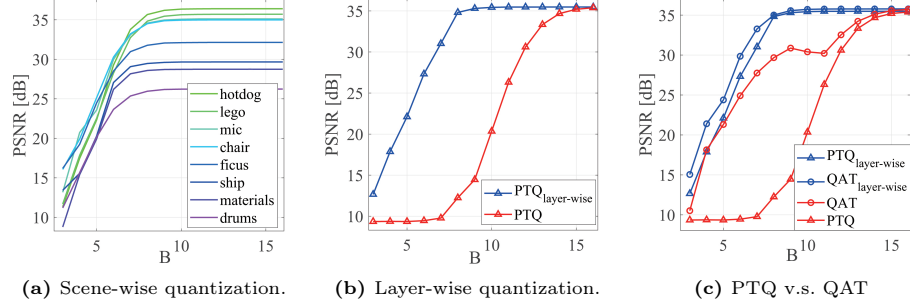 PSNR [dB]
35
30
25
20
15
10
5
10
15
B
hotdog
lego
mic
chair
ficus
ship
materials
drums
(a) Scene-wise quantization.
PSNR [dB]
35
30
25
20
15
10
5
10
15
B
PTQlayer-wise
PTQ
(b) Layer-wise quantization.
PSNR [dB]
35
30
25
20
15
10
5
10
15
B
PTQlayer-wise
QATlayer-wise
QAT
PTQ
(c) PTQ v.s. QAT